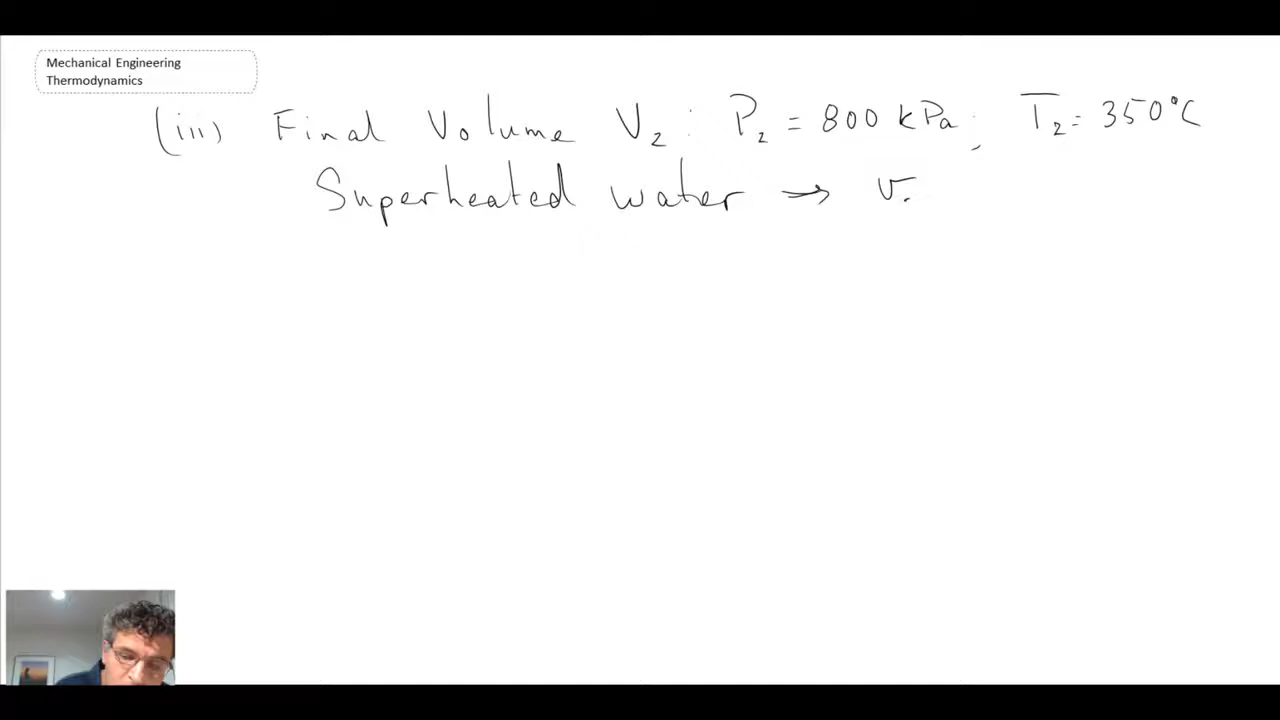 Mechanical Engineering
Thermodynamics
(iii) Final Volume V₂ : P₂ = 800 kPa ; T₂ = 350°C
Superheated water → v